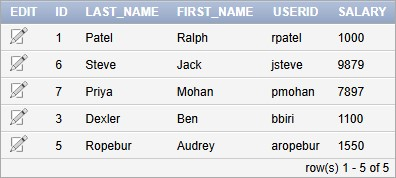 EDIT ID LAST_NAME FIRST_NAME USERID SALARY
1 Patel Ralph rpatel 1000
6 Steve Jack jsteve 9879
7 Priya Mohan pmohan 7897
3 Dexler Ben bbiri 1100
5 Ropebur Audrey aropebur 1550
row(s) 1 - 5 of 5